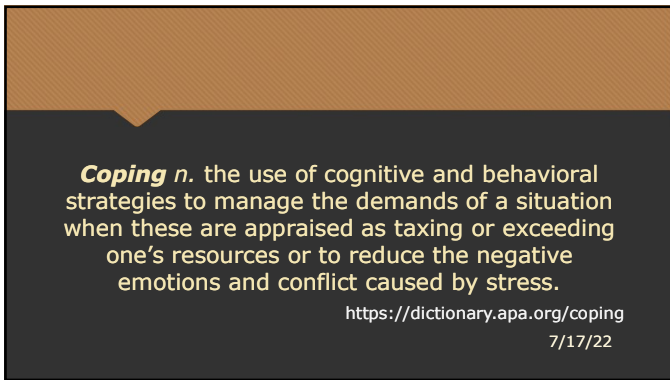 Coping n. the use of cognitive and behavioral
strategies to manage the demands of a situation
when these are appraised as taxing or exceeding
one’s resources or to reduce the negative
emotions and conflict caused by stress.
https://dictionary.apa.org/coping
7/17/22